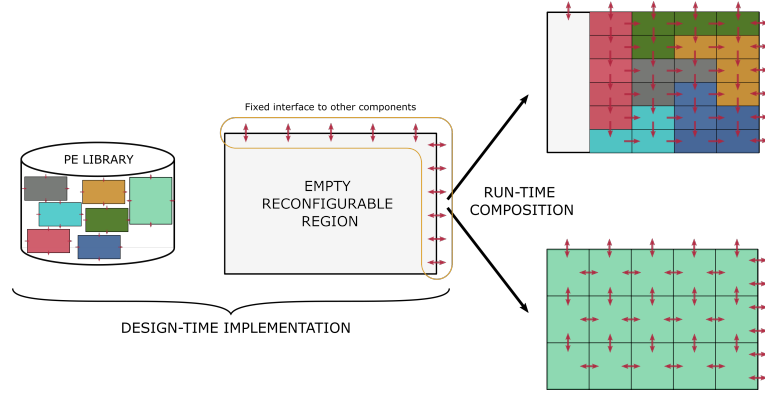 Fixed interface to other components
PE LIBRARY
EMPTY
RECONFIGURABLE
REGION
RUN-TIME
COMPOSITION
DESIGN-TIME IMPLEMENTATION